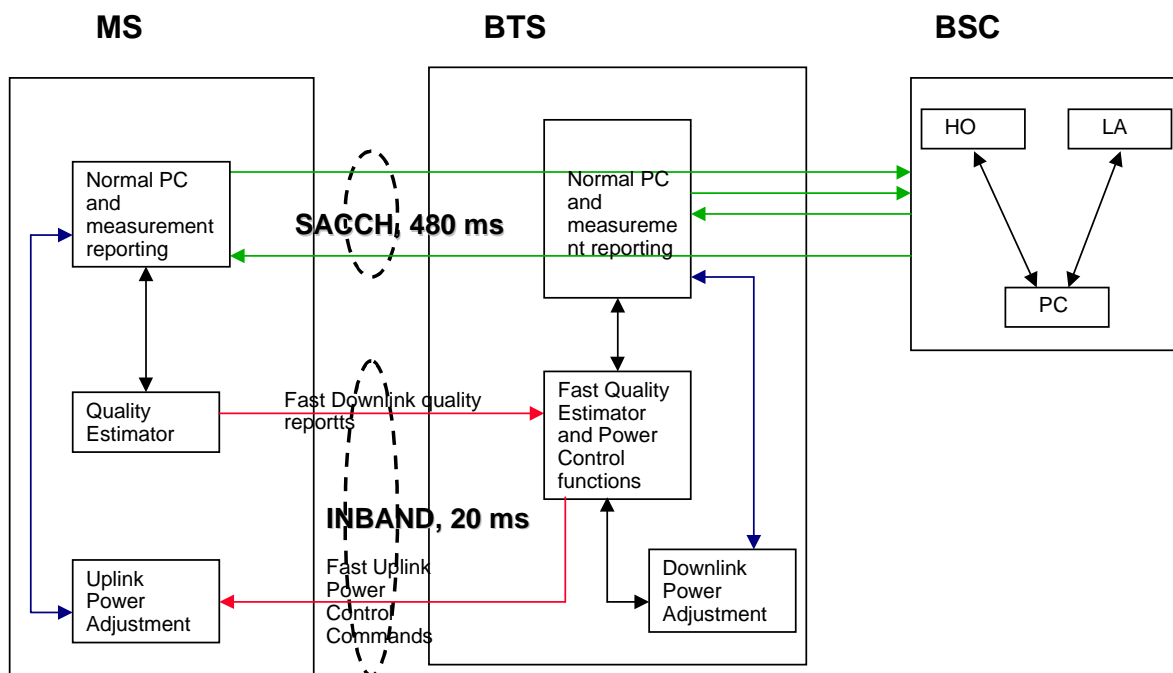 MS
BTS
BSC
HO
LA
PC
Normal PC
and
measurement
reporting
SACCH, 480 ms
Normal PC
and
measureme
nt reporting
Quality
Estimator
Fast Downlink quality
reportts
Fast Quality
Estimator
and Power
Control
functions
INBAND, 20 ms
Uplink
Power
Adjustment
Fast Uplink
Power
Control
Commands
Downlink
Power
Adjustment